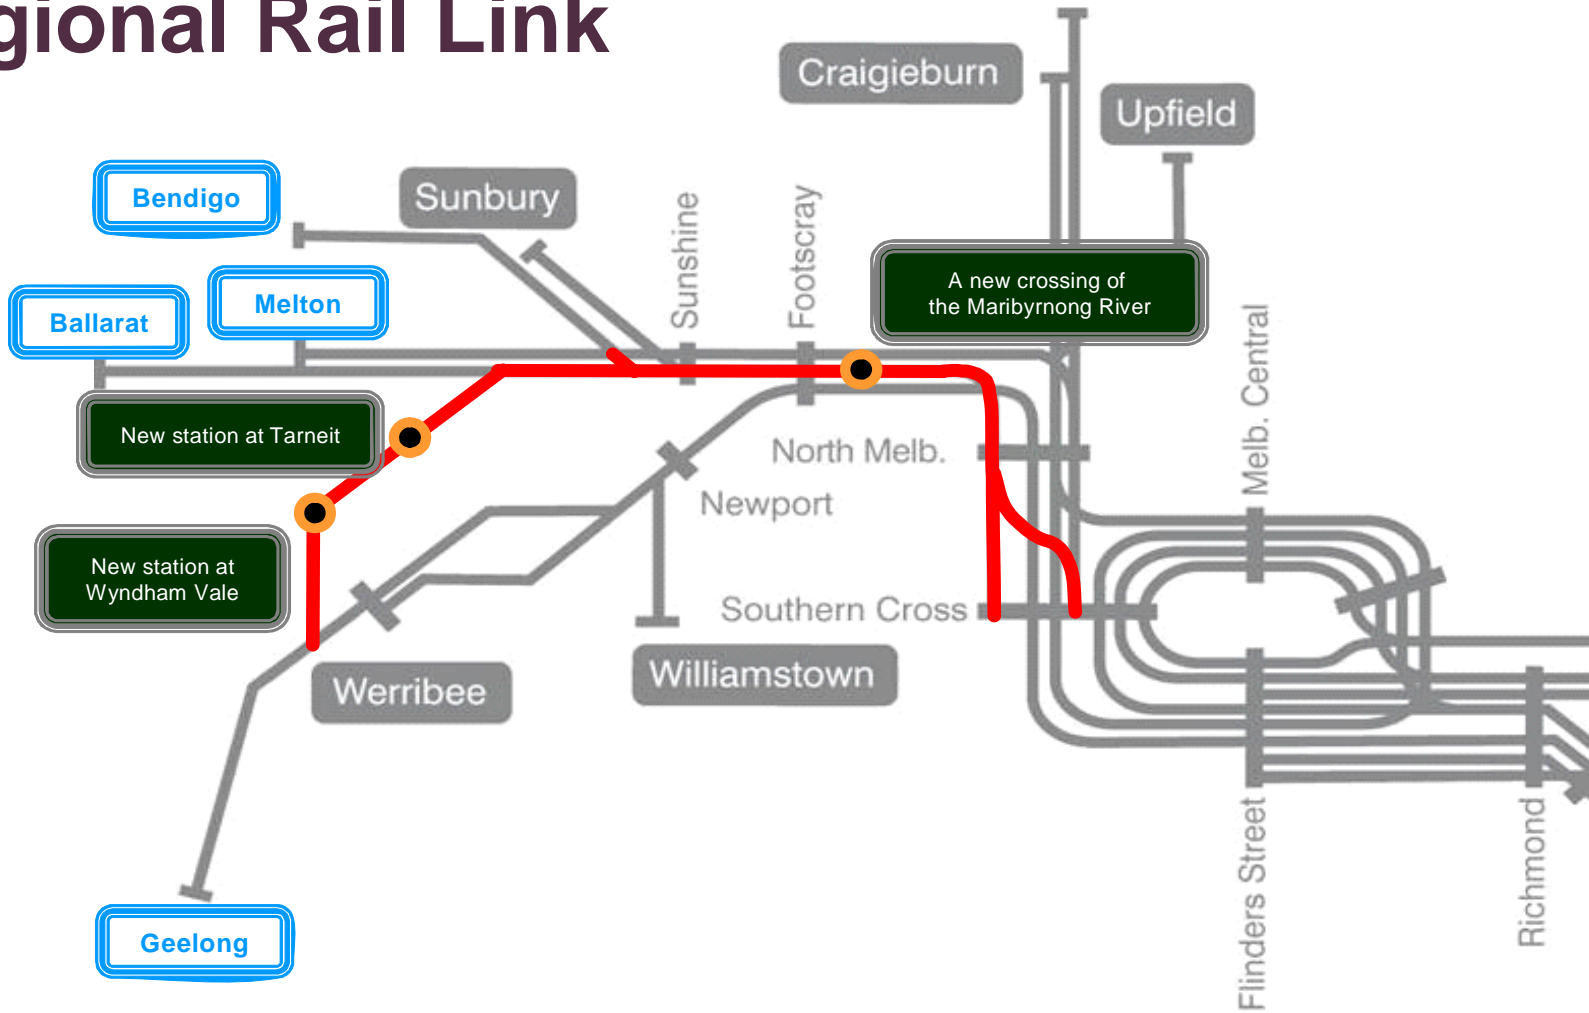 gional Rail Link
Craigieburn
Upfield
Bendigo
Sunbury
Sunshine
Footscray
A new crossing of
the Maribyrnong River
Melton
Ballarat
Melb. Central
New station at Tarneit
North Melb.
Newport
New station at
Wyndham Vale
Southern Cross
Werribee
Williamstown
Flinders Street
Richmond
Geelong